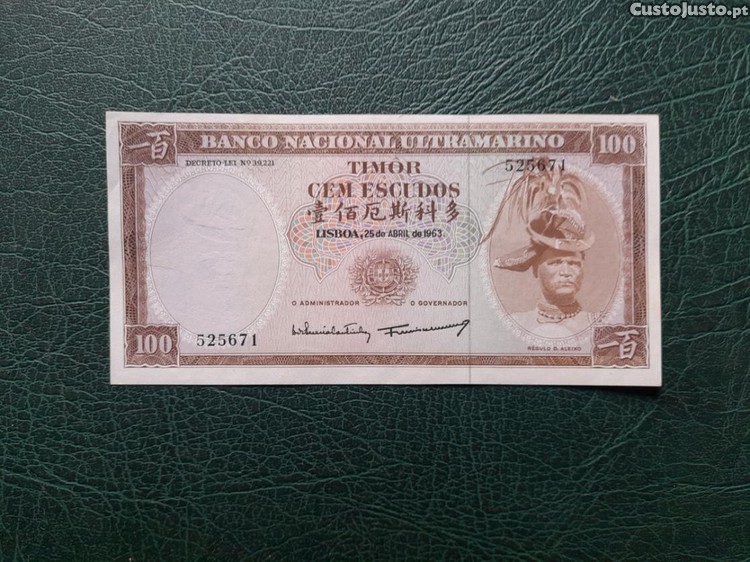 CustoJusto.pt
BANCO NACIONAL ULTRAMARINO
一百
100
DECRETO-LEI Nº 39.221
TIMÔR
525671
CEM ESCUDOS
壹佰厄斯科多
LISBOA, 25 de ABRIL de 1963.
O ADMINISTRADOR
O GOVERNADOR
100
525671
一百
RÉGULO D. ALEIXO